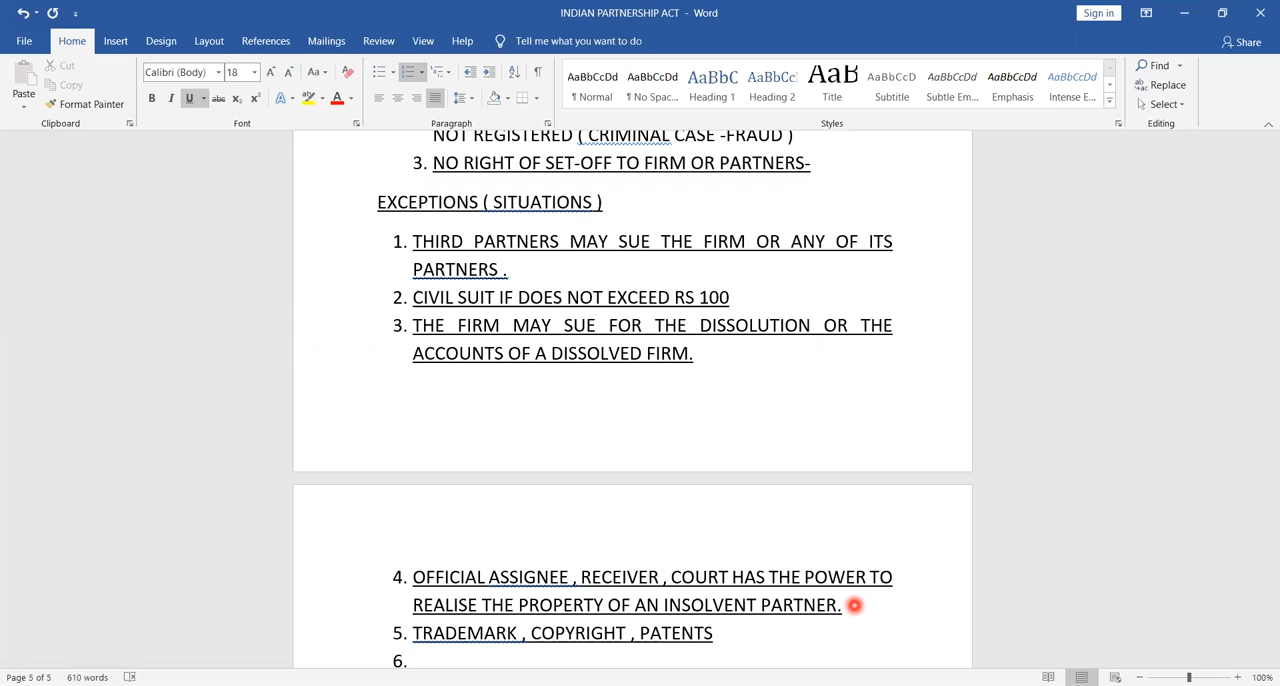 INDIAN PARTNERSHIP ACT - Word
Sign in
File Home Insert Design Layout References Mailings Review View Help Tell me what you want to do
Share
Paste
Cut
Copy
Format Painter
Clipboard
Calibri (Body) 18
Aa
B I U abc x₂ x² A A
Font
Paragraph
AaBbCcDd AaBbCcDd AaBbC AaBbCc AaB AaBbCcD AaBbCcDd AaBbCcDd AaBbCcDd
¶ Normal ¶ No Spac... Heading 1 Heading 2 Title Subtitle Subtle Em... Emphasis Intense E...
Styles
Find
Replace
Select
Editing
NOT REGISTERED ( CRIMINAL CASE -FRAUD )
3. NO RIGHT OF SET-OFF TO FIRM OR PARTNERS-
EXCEPTIONS ( SITUATIONS )
1. THIRD PARTNERS MAY SUE THE FIRM OR ANY OF ITS
PARTNERS .
2. CIVIL SUIT IF DOES NOT EXCEED RS 100
3. THE FIRM MAY SUE FOR THE DISSOLUTION OR THE
ACCOUNTS OF A DISSOLVED FIRM.
4. OFFICIAL ASSIGNEE , RECEIVER , COURT HAS THE POWER TO
REALISE THE PROPERTY OF AN INSOLVENT PARTNER.
5. TRADEMARK , COPYRIGHT , PATENTS
6.
Page 5 of 5 610 words
100%